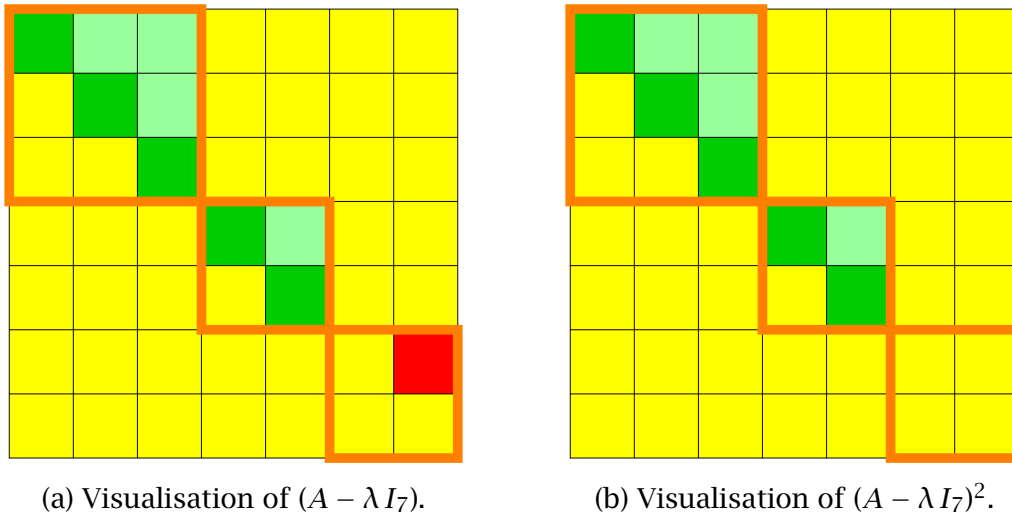 (a) Visualisation of (A − λ I₇).
(b) Visualisation of (A − λ I₇)².